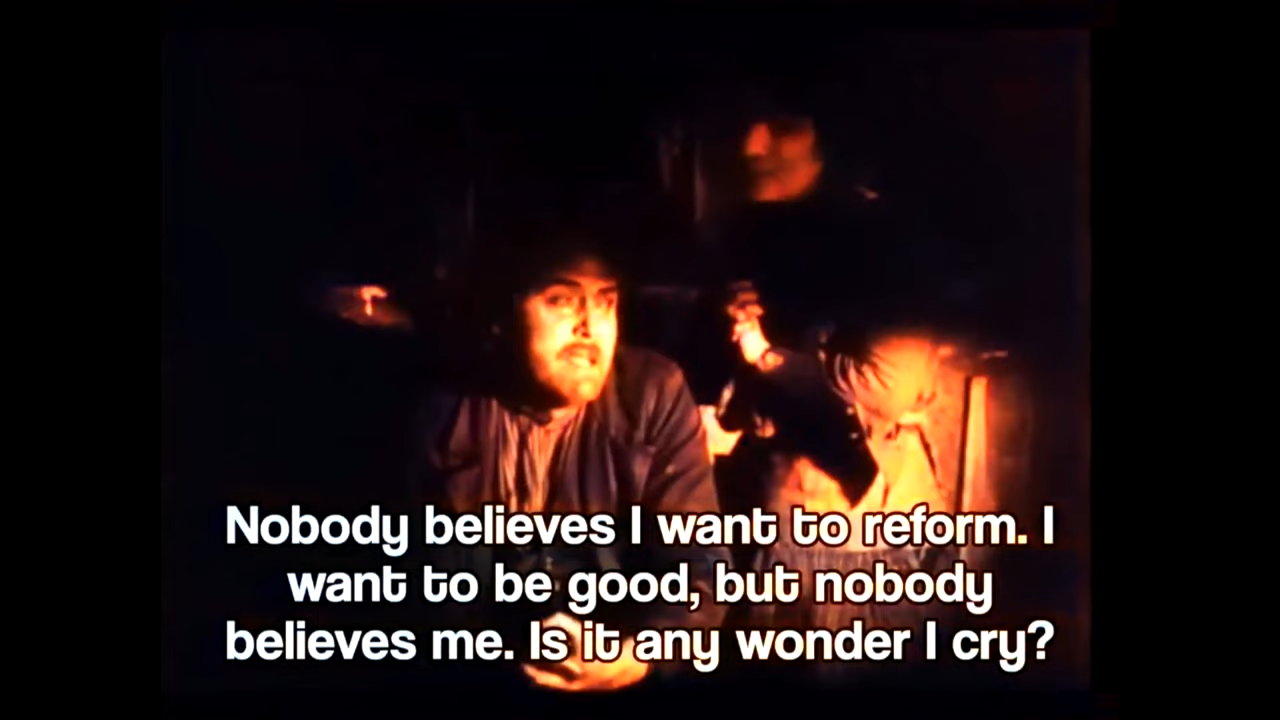 Nobody believes I want to reform. I
want to be good, but nobody
believes me. Is it any wonder I cry?